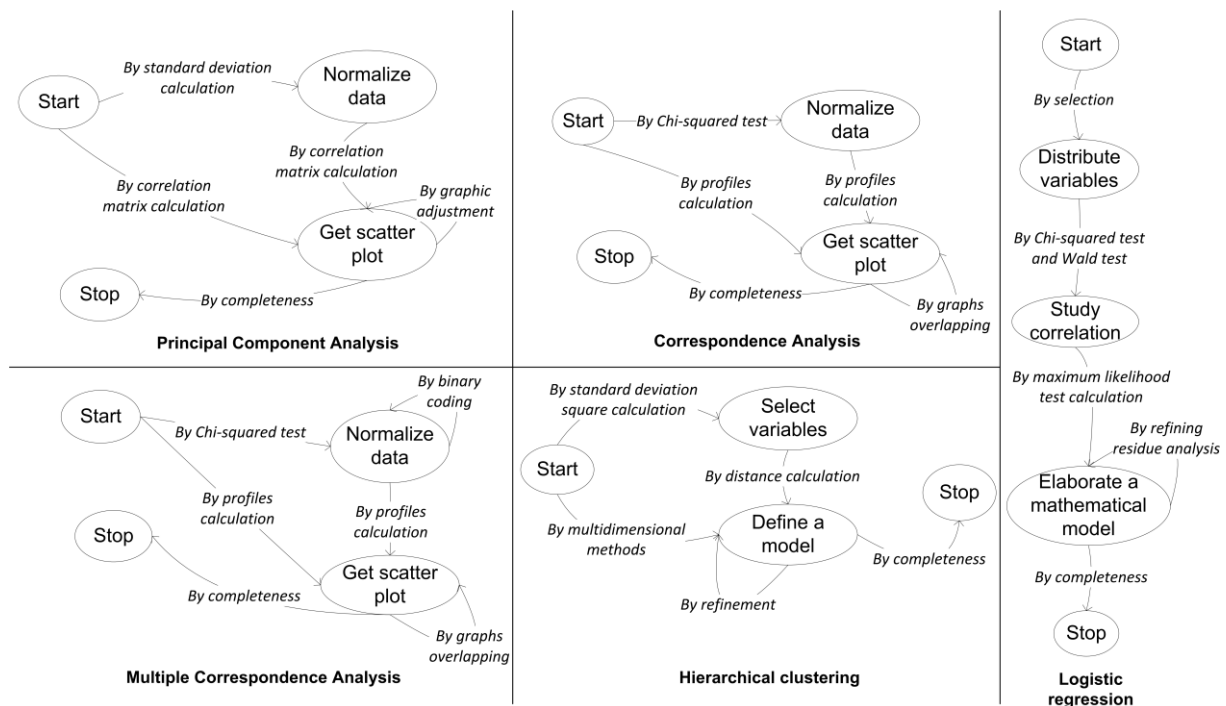 Start
By standard deviation
calculation
Normalize
data
By correlation
matrix calculation
By correlation
matrix calculation
By graphic
adjustment
Get scatter
plot
Stop
By completeness
Principal Component Analysis
Start
By Chi-squared test
Normalize
data
By profiles
calculation
By profiles
calculation
Get scatter
plot
Stop
By completeness
By graphs
overlapping
Correspondence Analysis
Start
By Chi-squared test
By binary
coding
Normalize
data
By profiles
calculation
By profiles
calculation
Stop
Get scatter
plot
By completeness
By graphs
overlapping
Multiple Correspondence Analysis
By standard deviation
square calculation
Select
variables
Start
By distance calculation
Stop
By multidimensional
methods
Define a
model
By completeness
By refinement
Hierarchical clustering
Start
By selection
Distribute
variables
By Chi-squared test
and Wald test
Study
correlation
By maximum likelihood
test calculation
By refining
residue analysis
Elaborate a
mathematical
model
By completeness
Stop
Logistic
regression